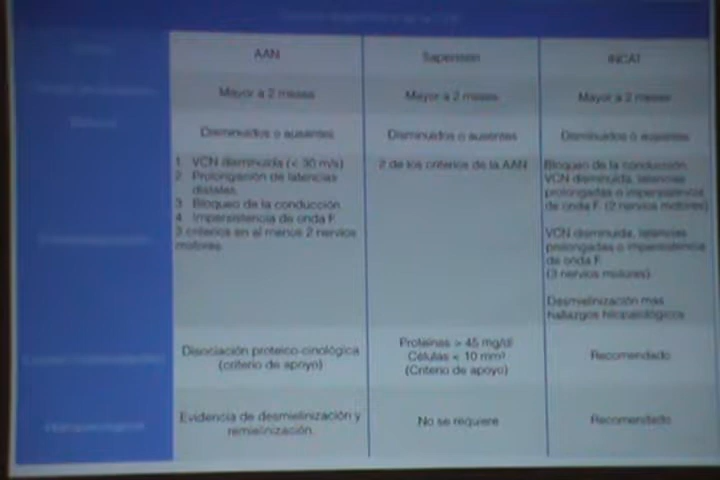 AAN
Saperstein
INCAT
Mayor a 2 meses
Mayor a 2 meses
Mayor a 2 meses
Disminuidos o ausentes
Disminuidos o ausentes
Disminuidos o ausentes
1. VCN disminuida (< 30 m/s)
2. Prolongación de latencias
distales.
3. Bloqueo de la conducción
4. Impersistencia de onda F.
3 criterios en al menos 2 nervios
motores
2 de los criterios de la AAN
Bloqueo de la conducción,
VCN disminuida, latencias
prolongadas o impersistencia
de onda F. (2 nervios motores)
VCN disminuida, latencias
prolongadas o impersistencia
de onda F.
(3 nervios motores)
Desmielinización mas
hallazgos histopatológicos
Disociación proteico-citológica
(criterio de apoyo)
Proteínas > 45 mg/dl
Células < 10 mm³
(Criterio de apoyo)
Recomendado
Evidencia de desmielinización y
remielinización.
No se requiere
Recomendado